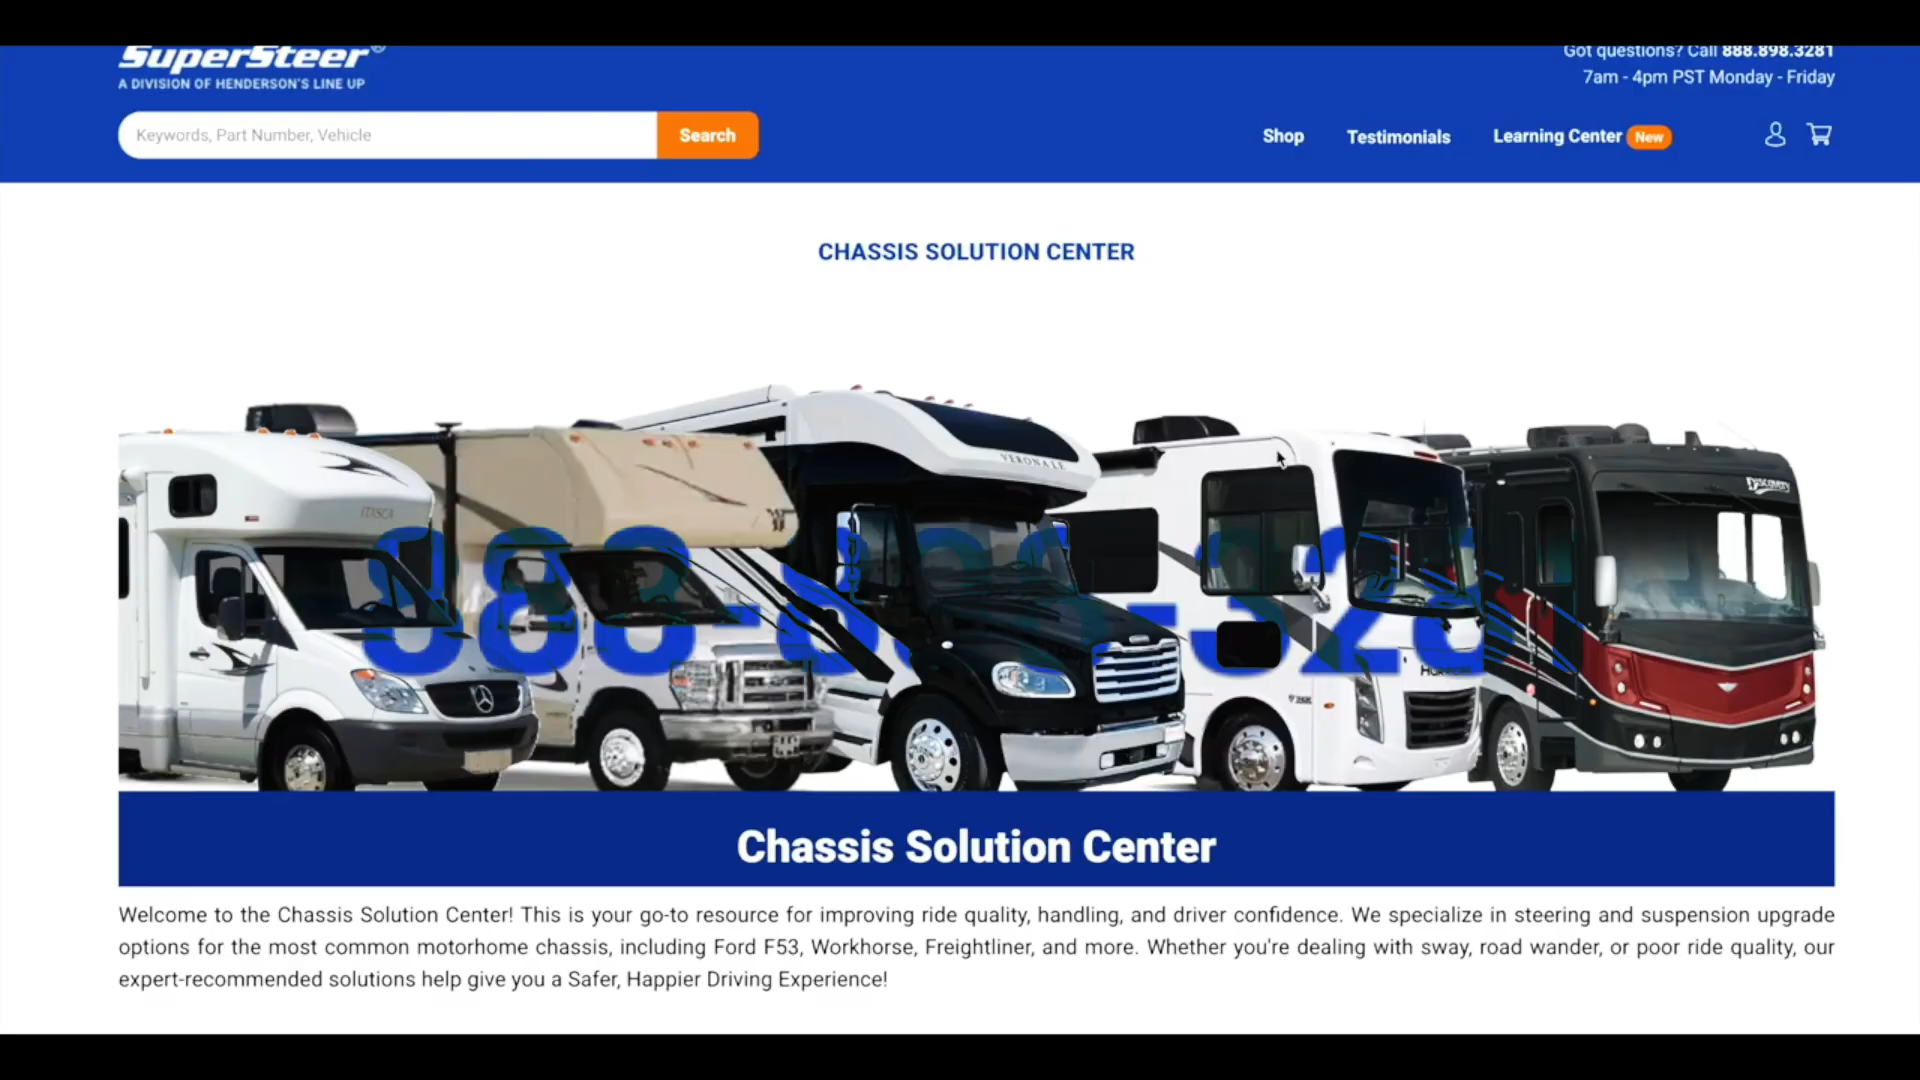 SuperSteer®
A DIVISION OF HENDERSON'S LINE UP
Got questions? Call 888.898.3281
7am - 4pm PST Monday - Friday
Keywords, Part Number, Vehicle
Search
Shop
Testimonials
Learning Center New
CHASSIS SOLUTION CENTER
VERONALE
ITASCA
Discovery
Chassis Solution Center
Welcome to the Chassis Solution Center! This is your go-to resource for improving ride quality, handling, and driver confidence. We specialize in steering and suspension upgrade
options for the most common motorhome chassis, including Ford F53, Workhorse, Freightliner, and more. Whether you're dealing with sway, road wander, or poor ride quality, our
expert-recommended solutions help give you a Safer, Happier Driving Experience!